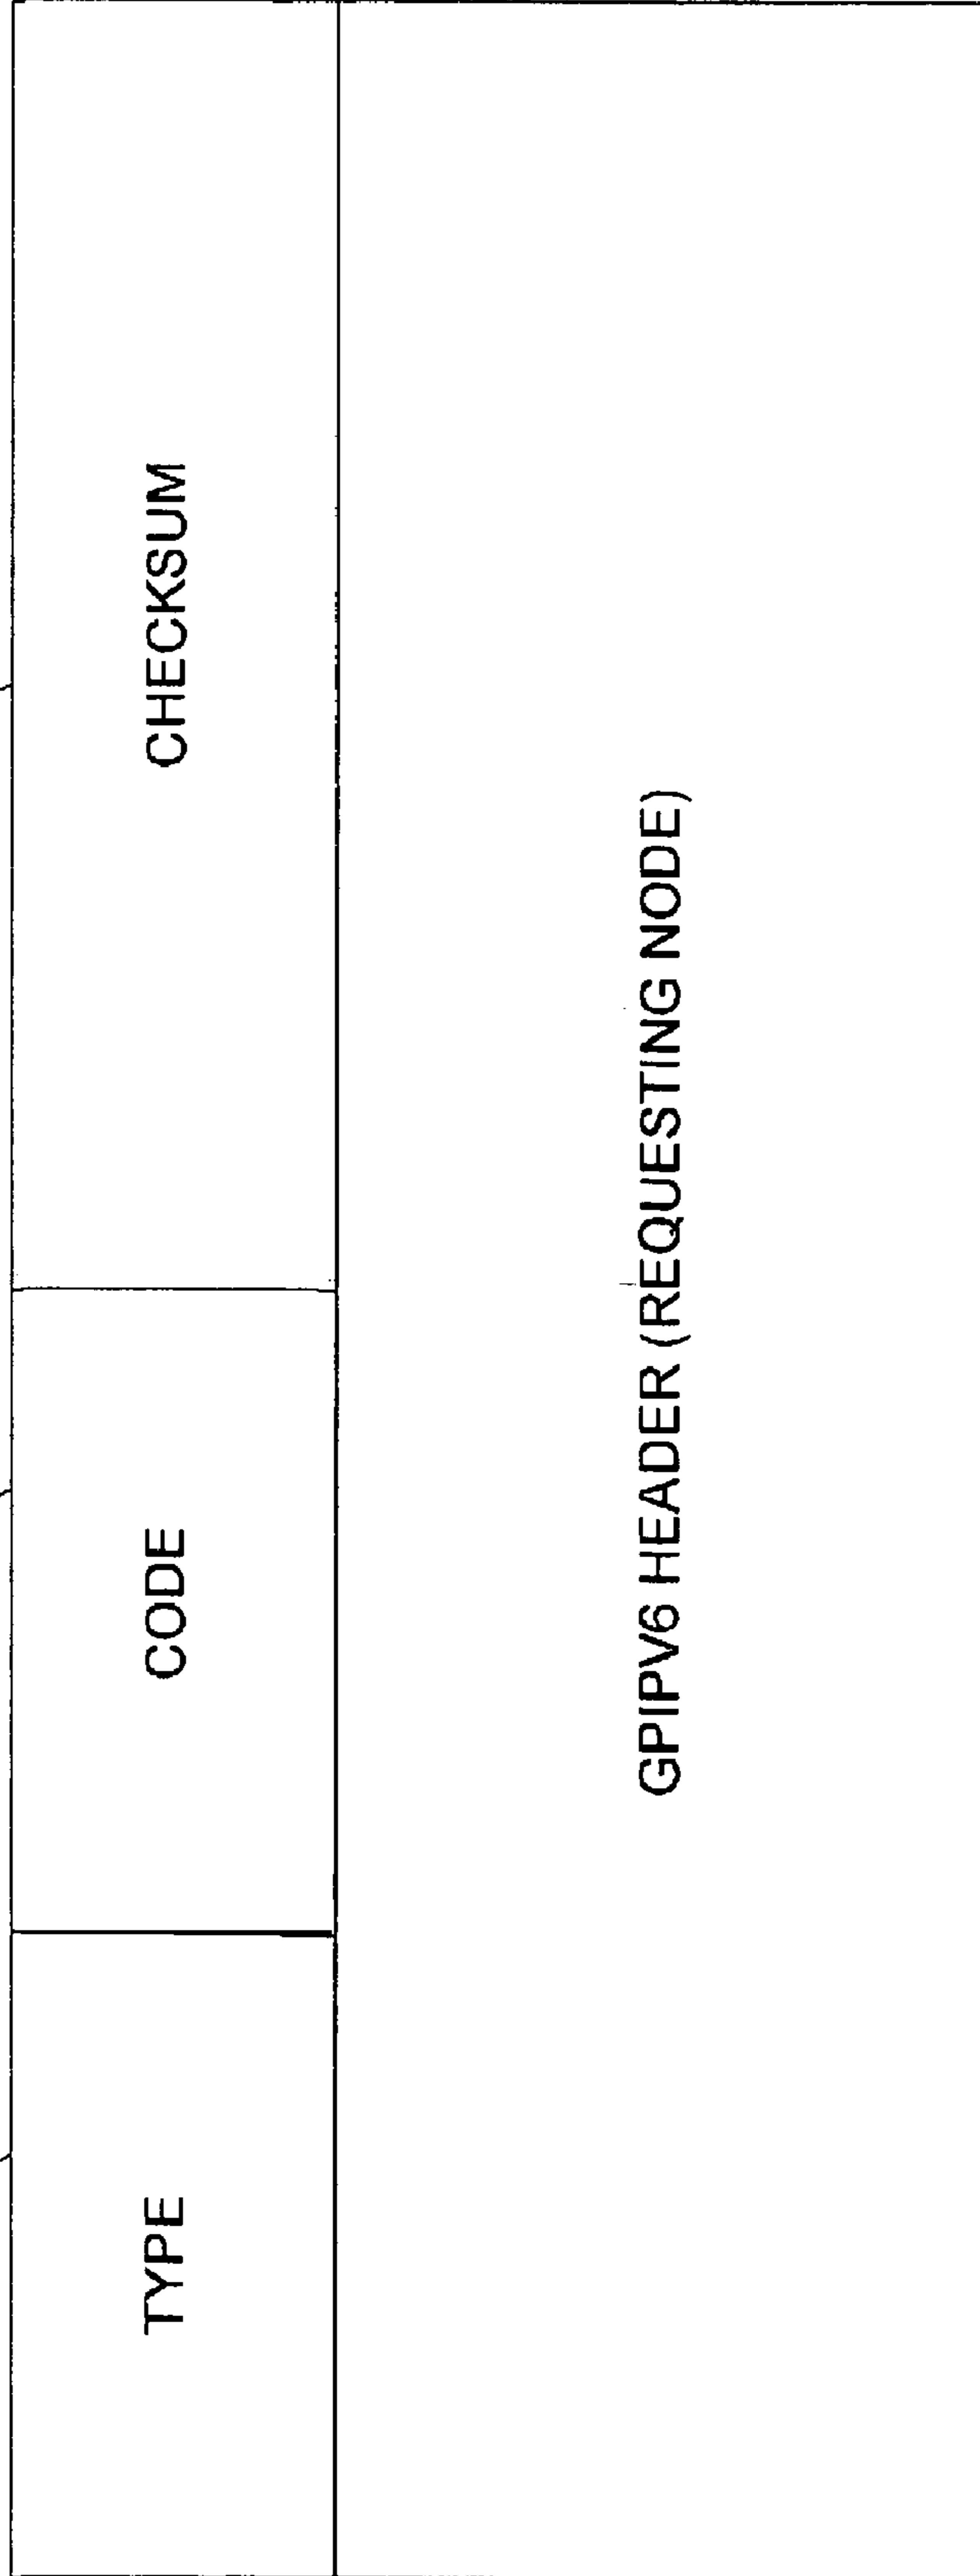 TYPE
CODE
CHECKSUM
GPIPV6 HEADER (REQUESTING NODE)